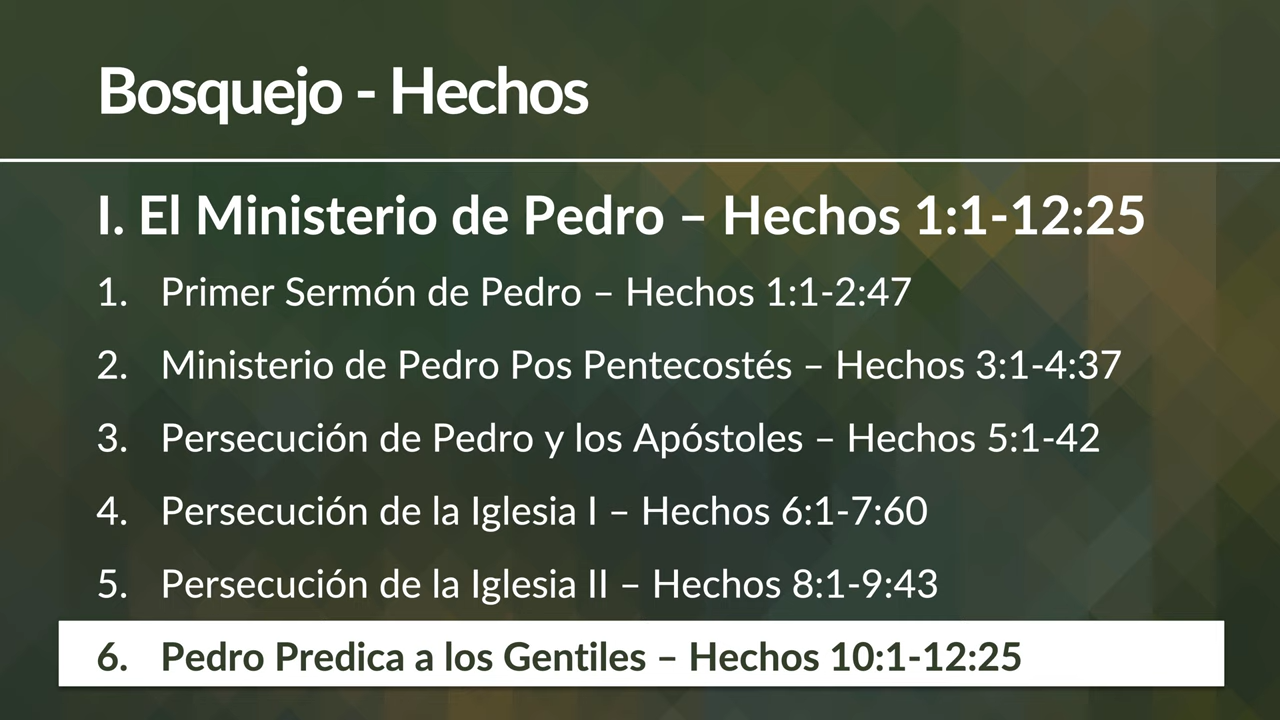 Bosquejo - Hechos
I. El Ministerio de Pedro – Hechos 1:1-12:25
1. Primer Sermón de Pedro – Hechos 1:1-2:47
2. Ministerio de Pedro Pos Pentecostés – Hechos 3:1-4:37
3. Persecución de Pedro y los Apóstoles – Hechos 5:1-42
4. Persecución de la Iglesia I – Hechos 6:1-7:60
5. Persecución de la Iglesia II – Hechos 8:1-9:43
6. Pedro Predica a los Gentiles – Hechos 10:1-12:25